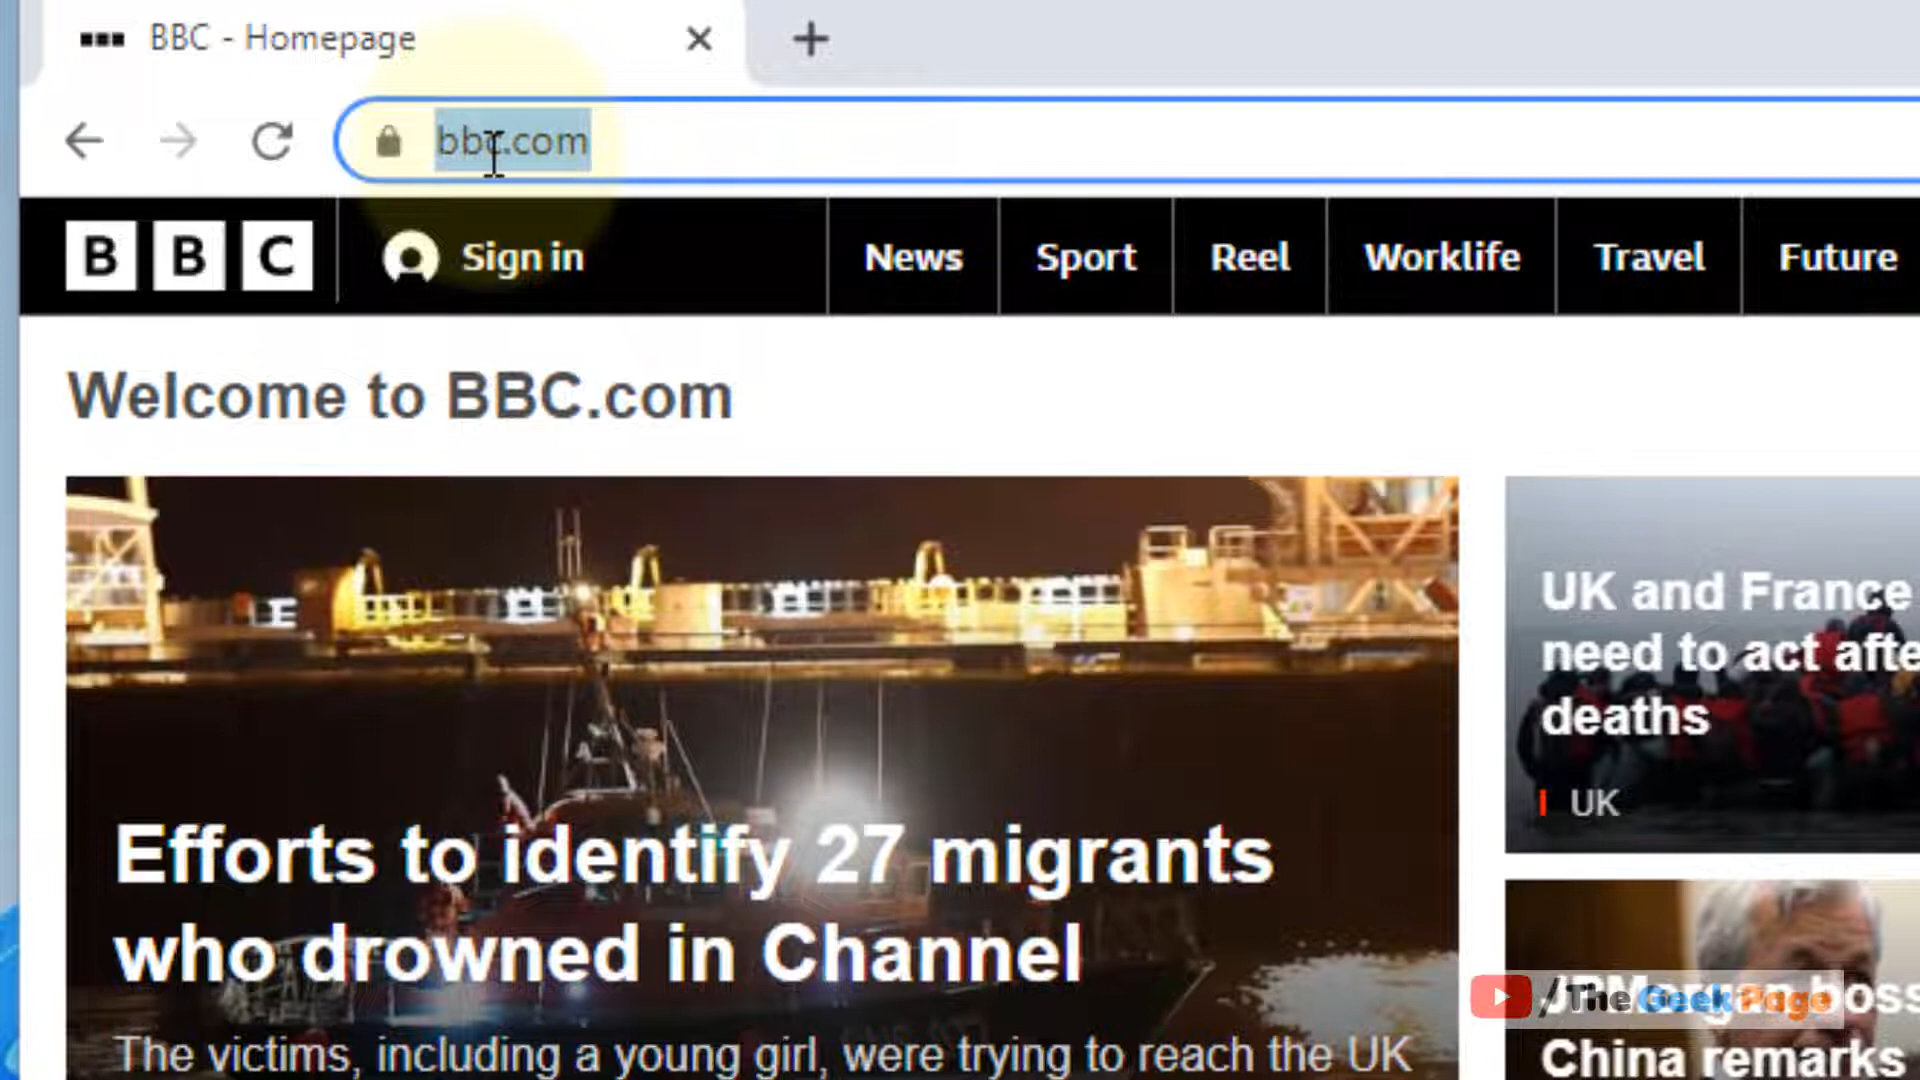 BBC - Homepage
bbc.com
BBC
Sign in
News
Sport
Reel
Worklife
Travel
Future
Welcome to BBC.com
Efforts to identify 27 migrants
who drowned in Channel
The victims, including a young girl, were trying to reach the UK
UK and France
need to act afte
deaths
UK
JPMorgan boss
China remarks
/The Geek Page